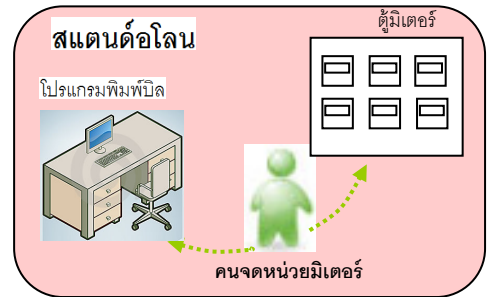 สแตนด์อโลน
ตู้มิเตอร์
โปรแกรมพิมพ์บิล
คนจดหน่วยมิเตอร์